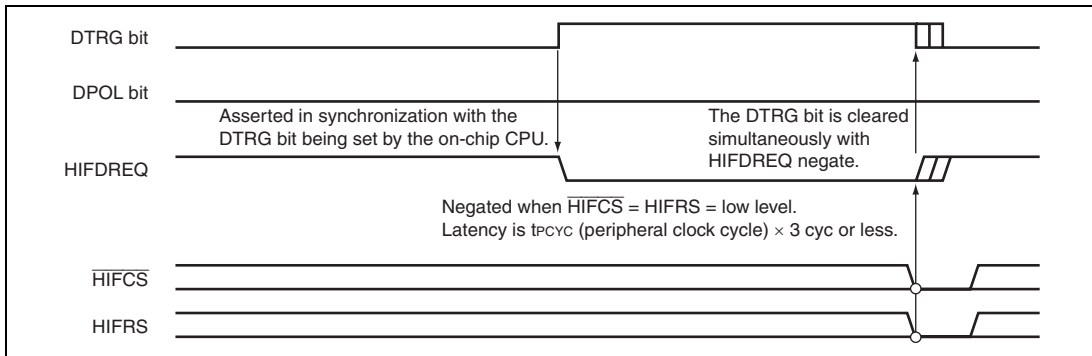 DTRG bit
DPOL bit
Asserted in synchronization with the
DTRG bit being set by the on-chip CPU.
The DTRG bit is cleared
simultaneously with
HIFDREQ negate.
HIFDREQ
Negated when H̅I̅F̅C̅S̅ = HIFRS = low level.
Latency is tPCYC (peripheral clock cycle) × 3 cyc or less.
H̅I̅F̅C̅S̅
HIFRS